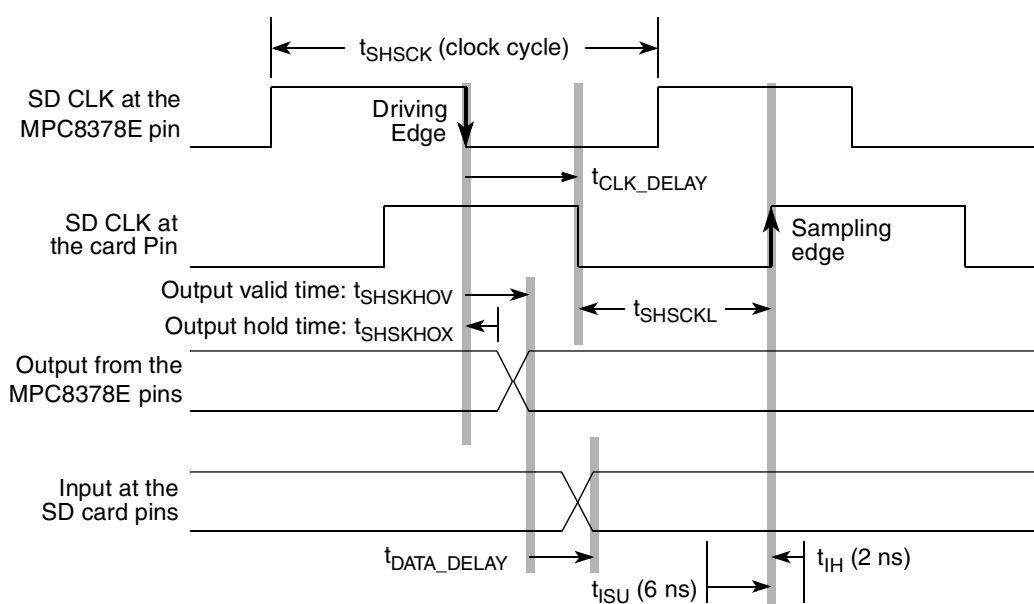 tSHSCK (clock cycle)
SD CLK at the
MPC8378E pin
Driving
Edge
tCLK_DELAY
SD CLK at
the card Pin
Sampling
edge
Output valid time: tSHSKHOV
tSHSCKL
Output hold time: tSHSKHOX
Output from the
MPC8378E pins
Input at the
SD card pins
tDATA_DELAY
tIH (2 ns)
tISU (6 ns)